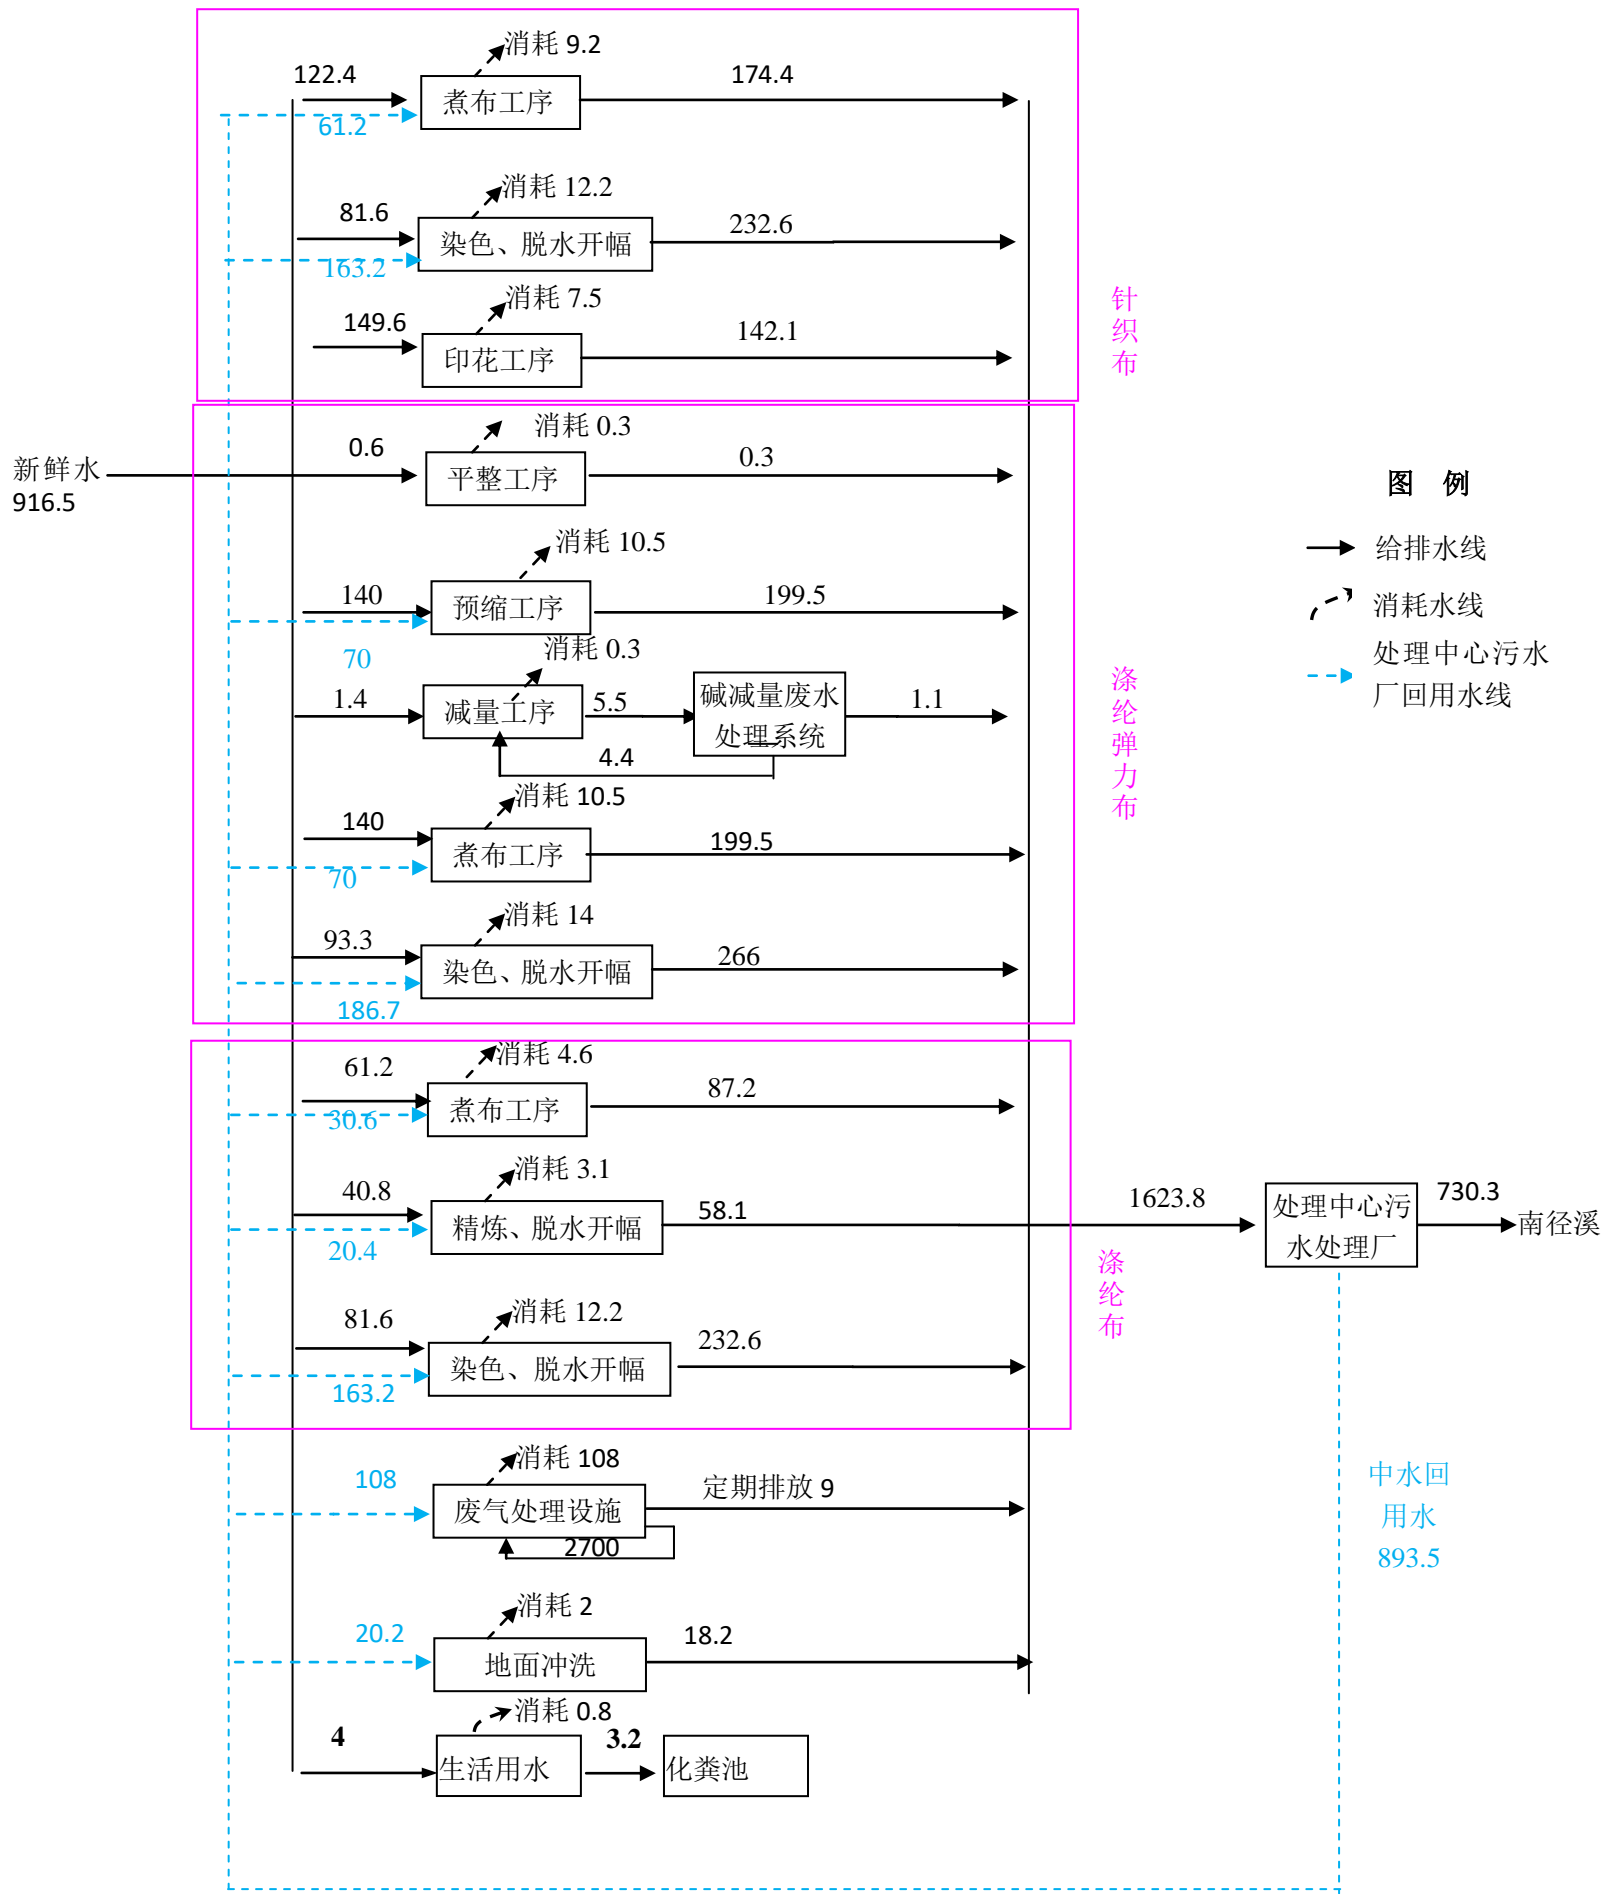 消耗 9.2
122.4
174.4
煮布工序
61.2
消耗 12.2
81.6
232.6
染色、脱水开幅
163.2
消耗 7.5
149.6
142.1
印花工序
针织布
消耗 0.3
0.6
0.3
平整工序
新鲜水
916.5
图 例
给排水线
消耗水线
处理中心污水
厂回用水线
消耗 10.5
140
199.5
预缩工序
70
消耗 0.3
1.4
减量工序
5.5
碱减量废水
处理系统
1.1
4.4
涤纶弹力布
消耗 10.5
140
199.5
煮布工序
70
消耗 14
93.3
266
染色、脱水开幅
186.7
消耗 4.6
61.2
87.2
煮布工序
30.6
消耗 3.1
40.8
58.1
精炼、脱水开幅
20.4
1623.8
处理中心污
水处理厂
730.3
南径溪
涤纶布
消耗 12.2
81.6
232.6
染色、脱水开幅
163.2
消耗 108
108
定期排放 9
废气处理设施
2700
中水回
用水
893.5
消耗 2
20.2
18.2
地面冲洗
消耗 0.8
4
3.2
生活用水
化粪池